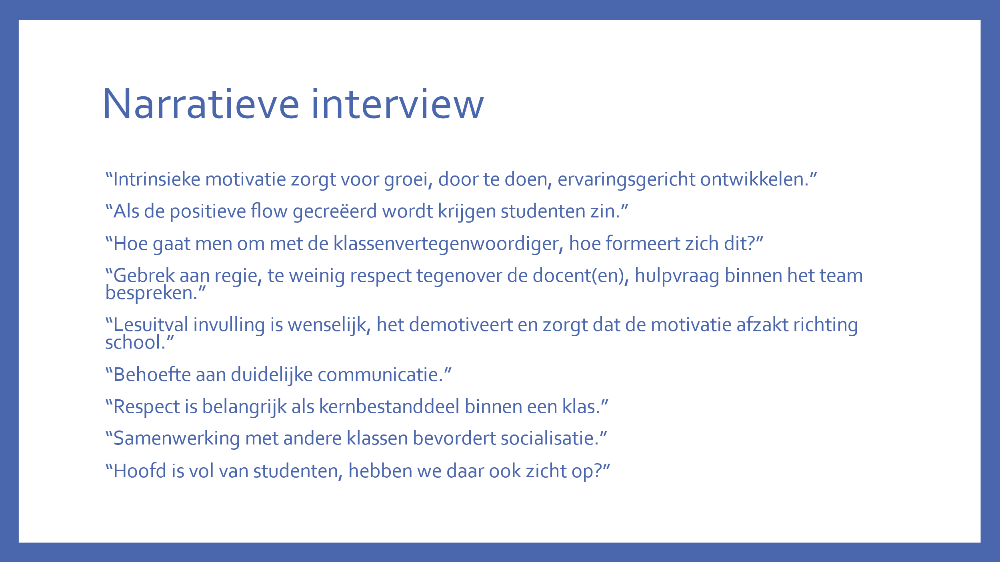 Narratieve interview
“Intrinsieke motivatie zorgt voor groei, door te doen, ervaringsgericht ontwikkelen.”
“Als de positieve flow gecreëerd wordt krijgen studenten zin.”
“Hoe gaat men om met de klassenvertegenwoordiger, hoe formeert zich dit?”
“Gebrek aan regie, te weinig respect tegenover de docent(en), hulpvraag binnen het team
bespreken.”
“Lesuitval invulling is wenselijk, het demotiveert en zorgt dat de motivatie afzakt richting
school.”
“Behoefte aan duidelijke communicatie.”
“Respect is belangrijk als kernbestanddeel binnen een klas.”
“Samenwerking met andere klassen bevordert socialisatie.”
“Hoofd is vol van studenten, hebben we daar ook zicht op?”